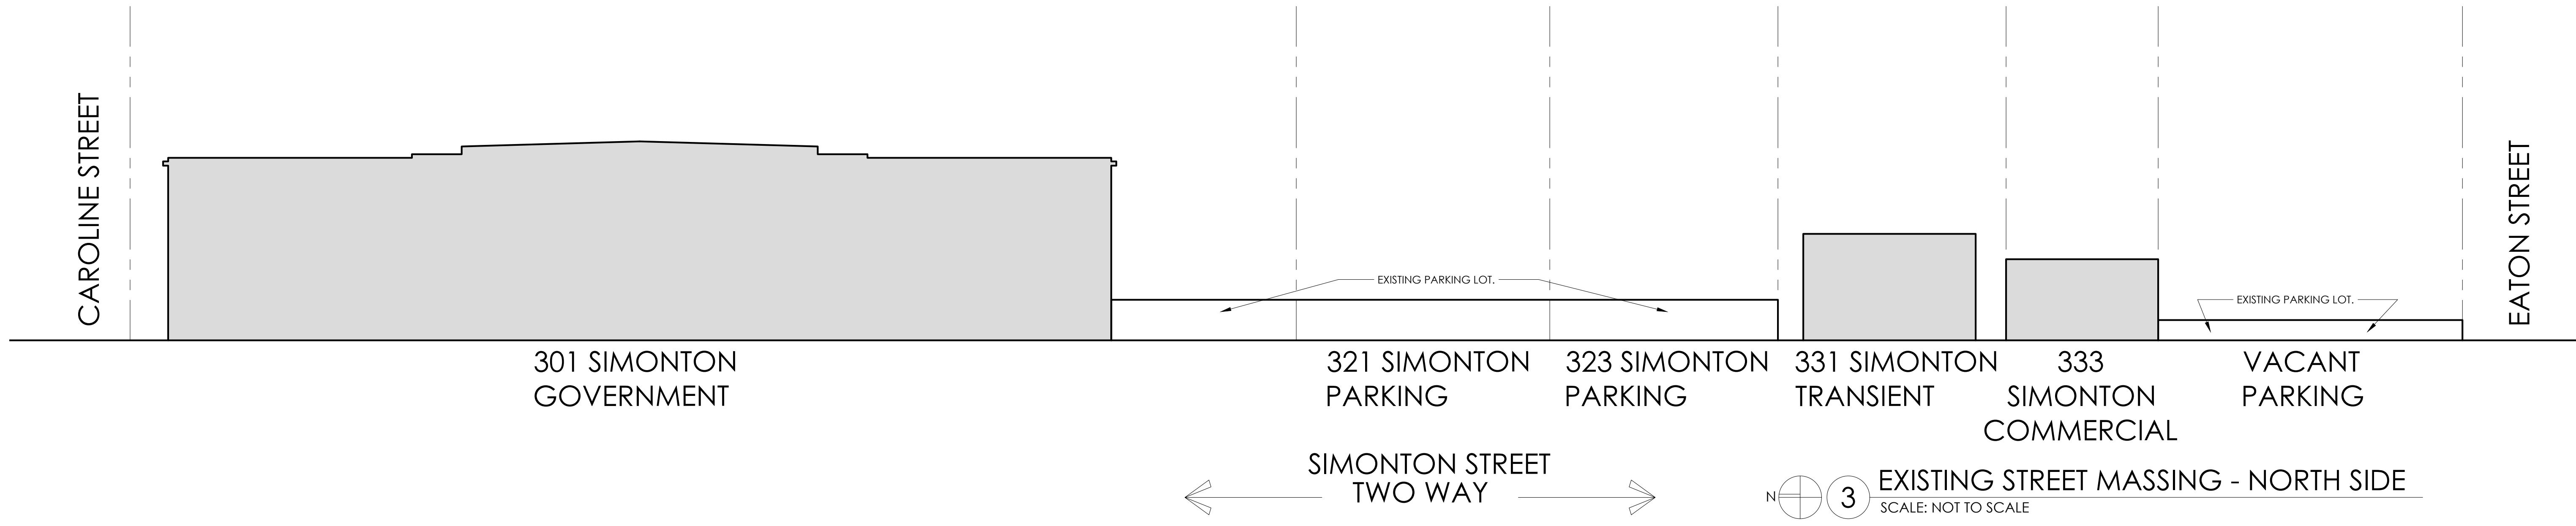 CAROLINE STREET
EXISTING PARKING LOT.
EXISTING PARKING LOT.
EATON STREET
301 SIMONTON
GOVERNMENT
321 SIMONTON
PARKING
323 SIMONTON
PARKING
331 SIMONTON
TRANSIENT
333
SIMONTON
COMMERCIAL
VACANT
PARKING
SIMONTON STREET
TWO WAY
N
3
EXISTING STREET MASSING - NORTH SIDE
SCALE: NOT TO SCALE